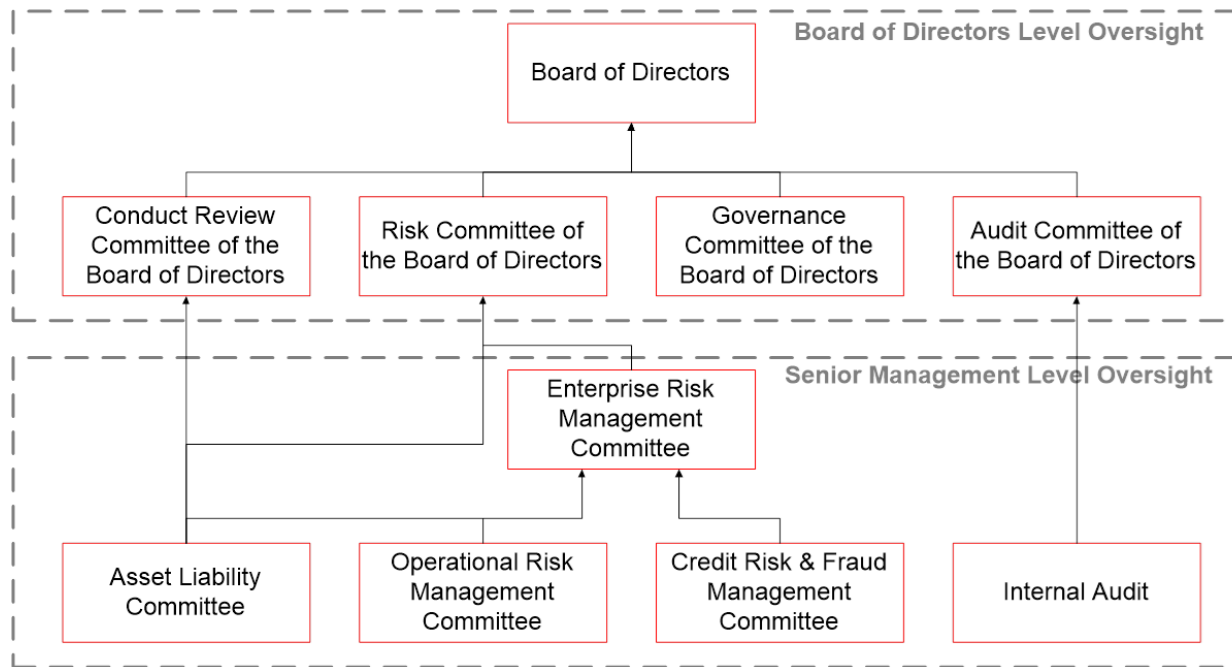 Board of Directors Level Oversight
Board of Directors
Conduct Review
Committee of the
Board of Directors
Risk Committee of
the Board of Directors
Governance
Committee of the
Board of Directors
Audit Committee of
the Board of Directors
Senior Management Level Oversight
Enterprise Risk
Management
Committee
Asset Liability
Committee
Operational Risk
Management
Committee
Credit Risk & Fraud
Management
Committee
Internal Audit